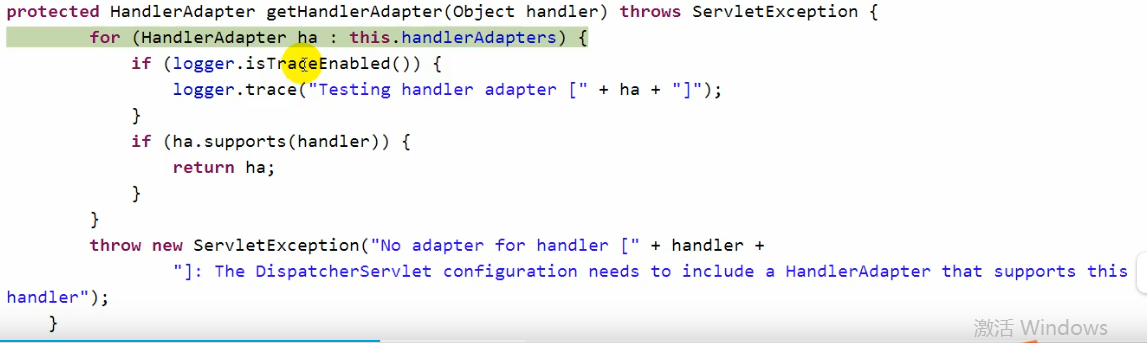 protected HandlerAdapter getHandlerAdapter(Object handler) throws ServletException {
        for (HandlerAdapter ha : this.handlerAdapters) {
            if (logger.isTraceEnabled()) {
                logger.trace("Testing handler adapter [" + ha + "]");
            }
            if (ha.supports(handler)) {
                return ha;
            }
        }
        throw new ServletException("No adapter for handler [" + handler +
                "]: The DispatcherServlet configuration needs to include a HandlerAdapter that supports this
handler");
    }
激活 Windows